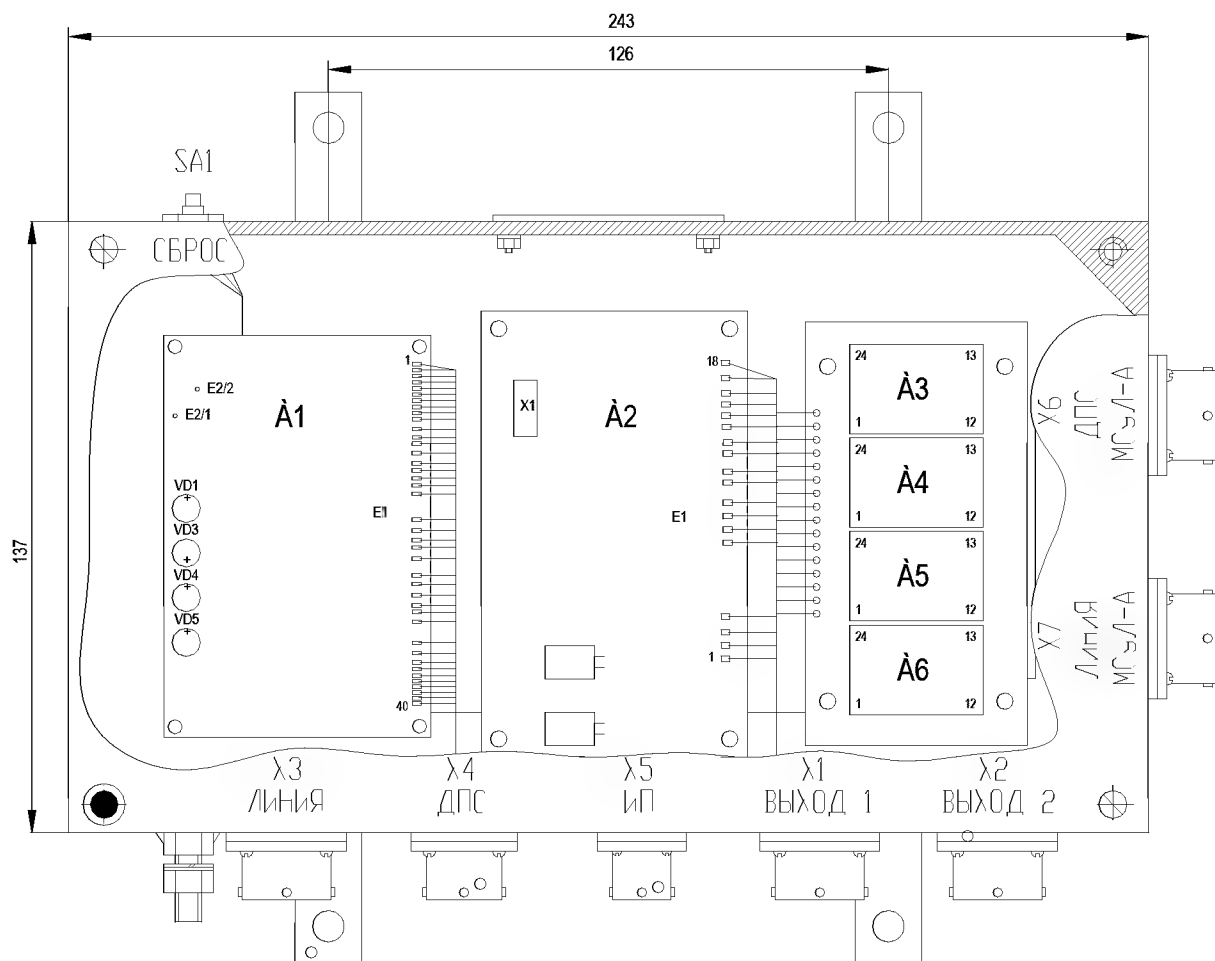 243
126
SA1
СБРОС
137
1
E2/2
E2/1
À1
VD1
VD3
VD4
VD5
E1
40
X1
À2
18
E1
1
24 13
À3
1 12
24 13
À4
1 12
24 13
À5
1 12
24 13
À6
1 12
X6
ДПС
МСУЛ-А
X7
ЛиниЯ
МСУЛ-А
X3
ЛИНиЯ
X4
ДПС
X5
иП
X1
ВЫХОД 1
X2
ВЫХОД 2